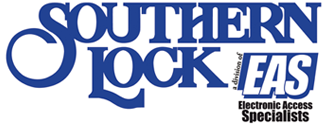 SOUTHERN
LOCK
a division of
EAS
Electronic Access
Specialists